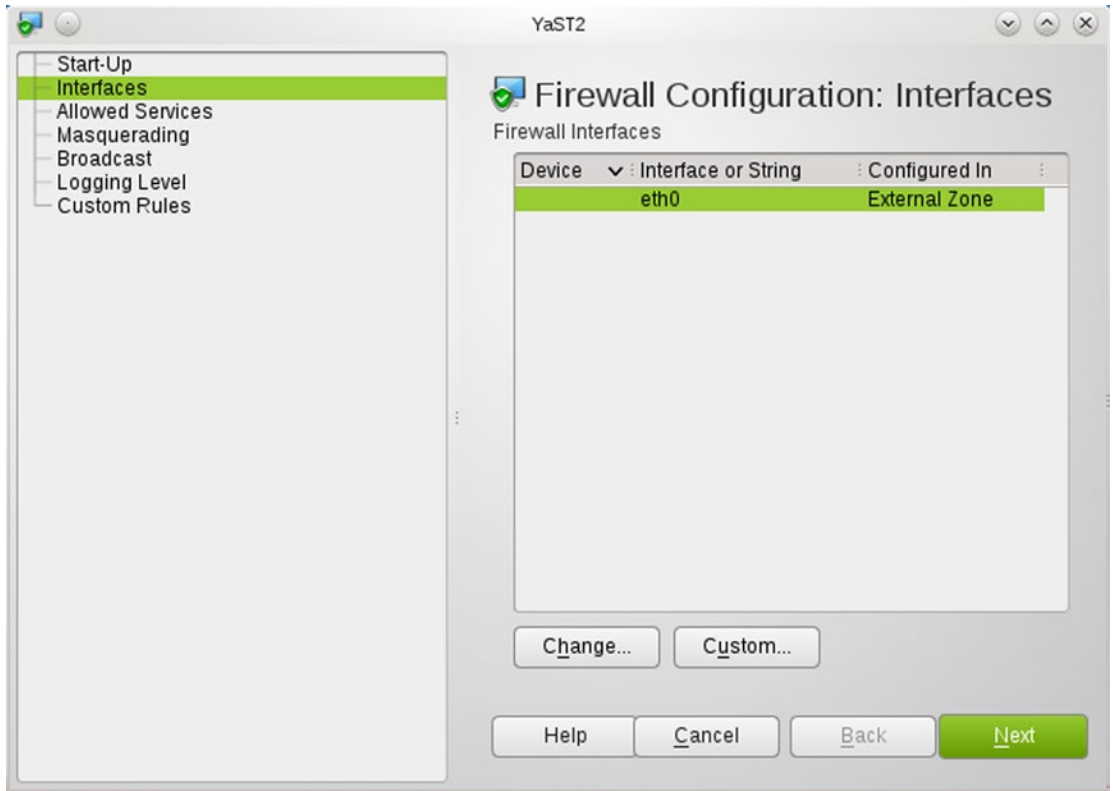 YaST2
Start-Up
Interfaces
Allowed Services
Masquerading
Broadcast
Logging Level
Custom Rules
Firewall Configuration: Interfaces
Firewall Interfaces
Device Interface or String Configured In
eth0 External Zone
Change... Custom...
Help Cancel Back Next